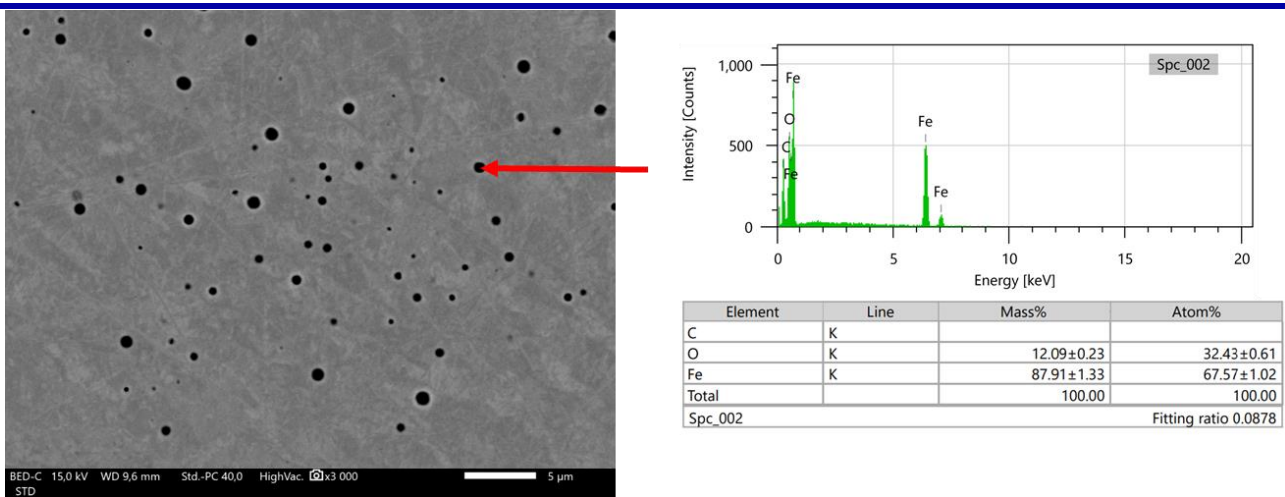 Spc_002
1,000
500
0
Intensity [Counts]
Fe
O
C
Fe
Fe
Fe
0 5 10 15 20
Energy [keV]
Element Line Mass% Atom%
C K
O K 12.09±0.23 32.43±0.61
Fe K 87.91±1.33 67.57±1.02
Total 100.00 100.00
Spc_002 Fitting ratio 0.0878
BED-C 15,0 kV WD 9,6 mm Std.-PC 40,0 HighVac. x3 000 5 µm
STD